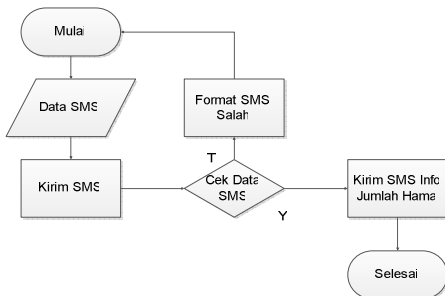 Mulai
Data SMS
Kirim SMS
Format SMS
Salah
T
Cek Data
SMS
Y
Kirim SMS Info
Jumlah Hama
Selesai